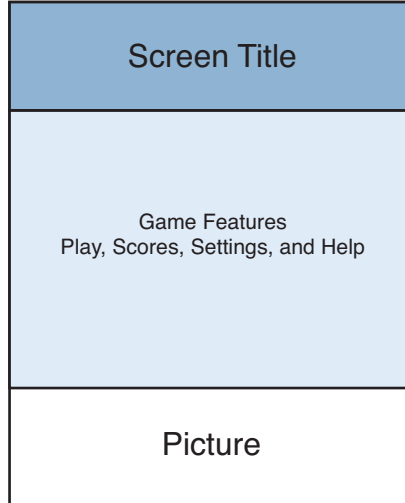 Screen Title
Game Features
Play, Scores, Settings, and Help
Picture